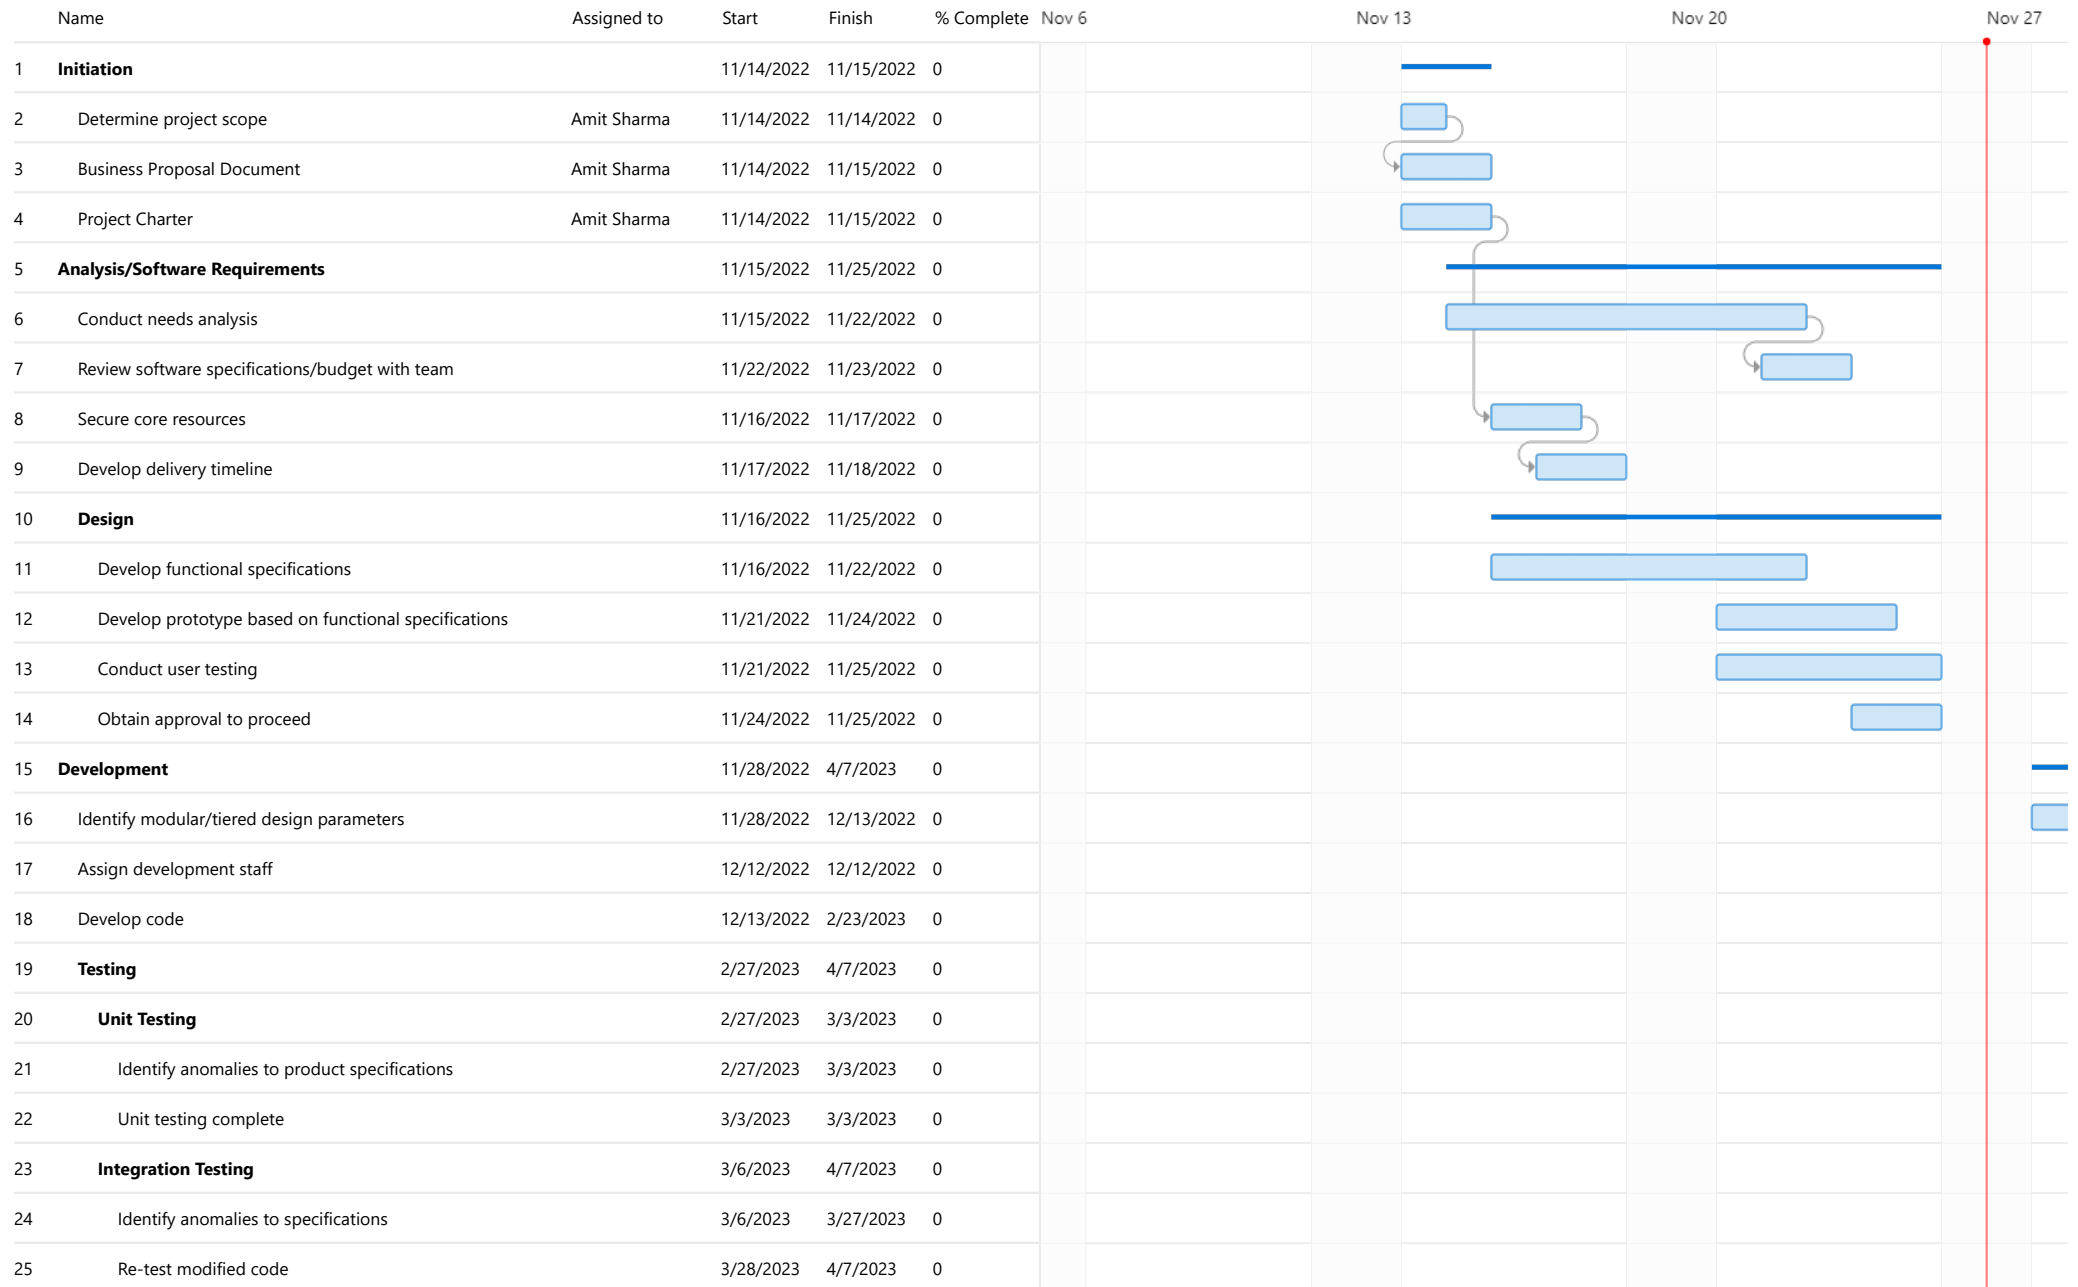 Name Assigned to Start Finish % Complete Nov 6 Nov 13 Nov 20 Nov 27
1 Initiation 11/14/2022 11/15/2022 0
2 Determine project scope Amit Sharma 11/14/2022 11/14/2022 0
3 Business Proposal Document Amit Sharma 11/14/2022 11/15/2022 0
4 Project Charter Amit Sharma 11/14/2022 11/15/2022 0
5 Analysis/Software Requirements 11/15/2022 11/25/2022 0
6 Conduct needs analysis 11/15/2022 11/22/2022 0
7 Review software specifications/budget with team 11/22/2022 11/23/2022 0
8 Secure core resources 11/16/2022 11/17/2022 0
9 Develop delivery timeline 11/17/2022 11/18/2022 0
10 Design 11/16/2022 11/25/2022 0
11 Develop functional specifications 11/16/2022 11/22/2022 0
12 Develop prototype based on functional specifications 11/21/2022 11/24/2022 0
13 Conduct user testing 11/21/2022 11/25/2022 0
14 Obtain approval to proceed 11/24/2022 11/25/2022 0
15 Development 11/28/2022 4/7/2023 0
16 Identify modular/tiered design parameters 11/28/2022 12/13/2022 0
17 Assign development staff 12/12/2022 12/12/2022 0
18 Develop code 12/13/2022 2/23/2023 0
19 Testing 2/27/2023 4/7/2023 0
20 Unit Testing 2/27/2023 3/3/2023 0
21 Identify anomalies to product specifications 2/27/2023 3/3/2023 0
22 Unit testing complete 3/3/2023 3/3/2023 0
23 Integration Testing 3/6/2023 4/7/2023 0
24 Identify anomalies to specifications 3/6/2023 3/27/2023 0
25 Re-test modified code 3/28/2023 4/7/2023 0